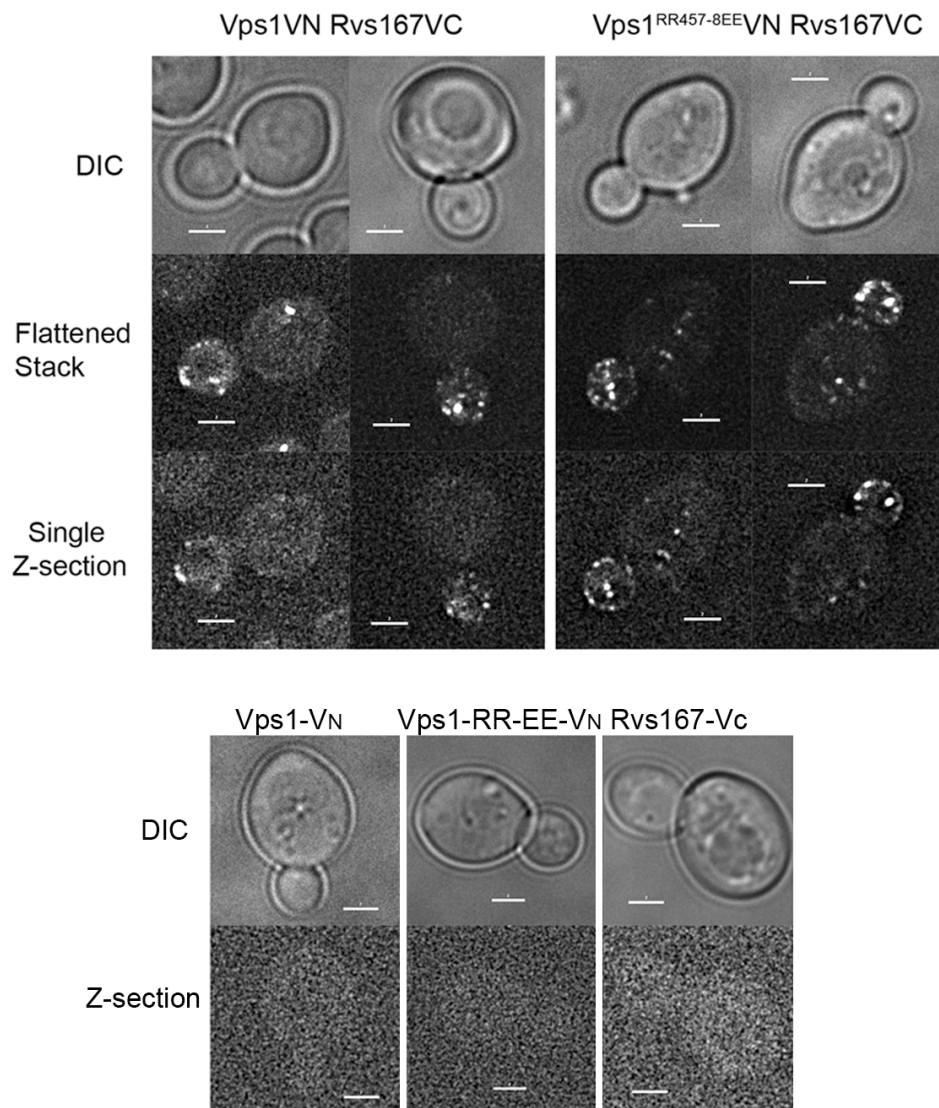 Vps1VN Rvs167VC Vps1RR457-8EEVN Rvs167VC
DIC
Flattened
Stack
Single
Z-section
Vps1-VN Vps1-RR-EE-VN Rvs167-Vc
DIC
Z-section